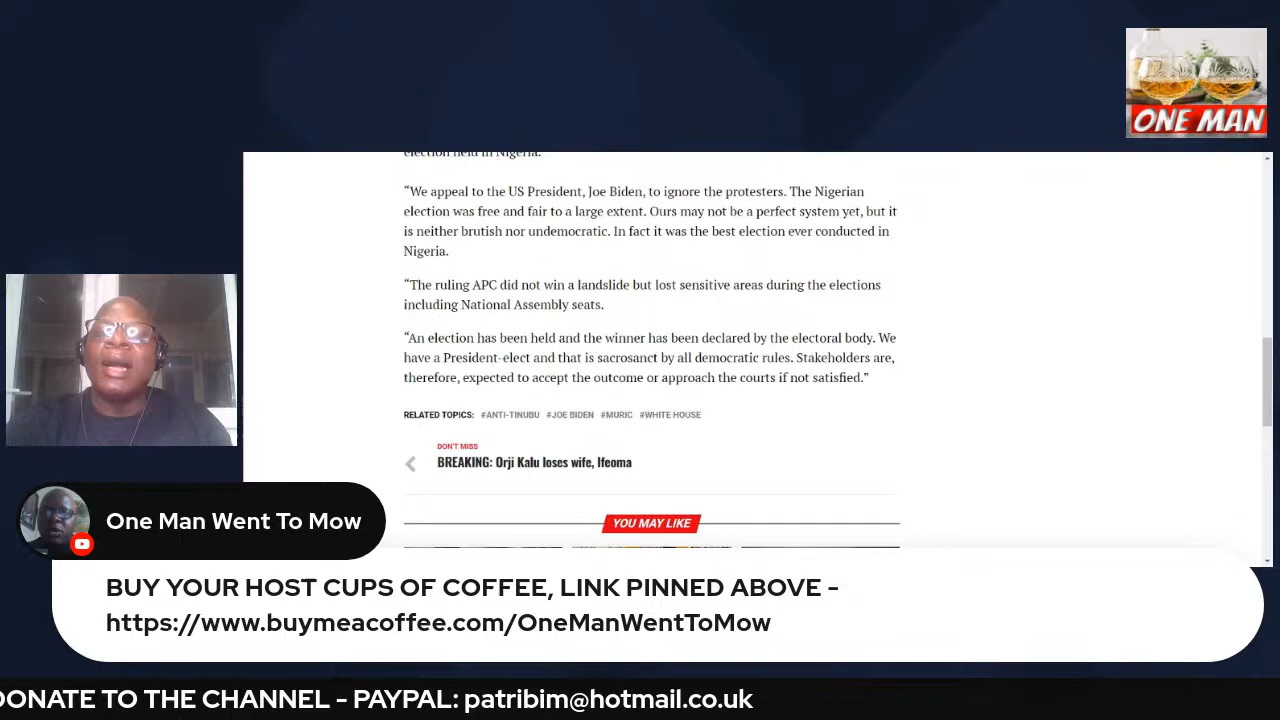 ONE MAN
election held in Nigeria.
“We appeal to the US President, Joe Biden, to ignore the protesters. The Nigerian
election was free and fair to a large extent. Ours may not be a perfect system yet, but it
is neither brutish nor undemocratic. In fact it was the best election ever conducted in
Nigeria.
“The ruling APC did not win a landslide but lost sensitive areas during the elections
including National Assembly seats.
“An election has been held and the winner has been declared by the electoral body. We
have a President-elect and that is sacrosanct by all democratic rules. Stakeholders are,
therefore, expected to accept the outcome or approach the courts if not satisfied.”
RELATED TOPICS: #ANTI-TINUBU #JOE BIDEN #MURIC #WHITE HOUSE
DON'T MISS
BREAKING: Orji Kalu loses wife, Ifeoma
YOU MAY LIKE
One Man Went To Mow
BUY YOUR HOST CUPS OF COFFEE, LINK PINNED ABOVE -
https://www.buymeacoffee.com/OneManWentToMow
DONATE TO THE CHANNEL - PAYPAL: patribim@hotmail.co.uk